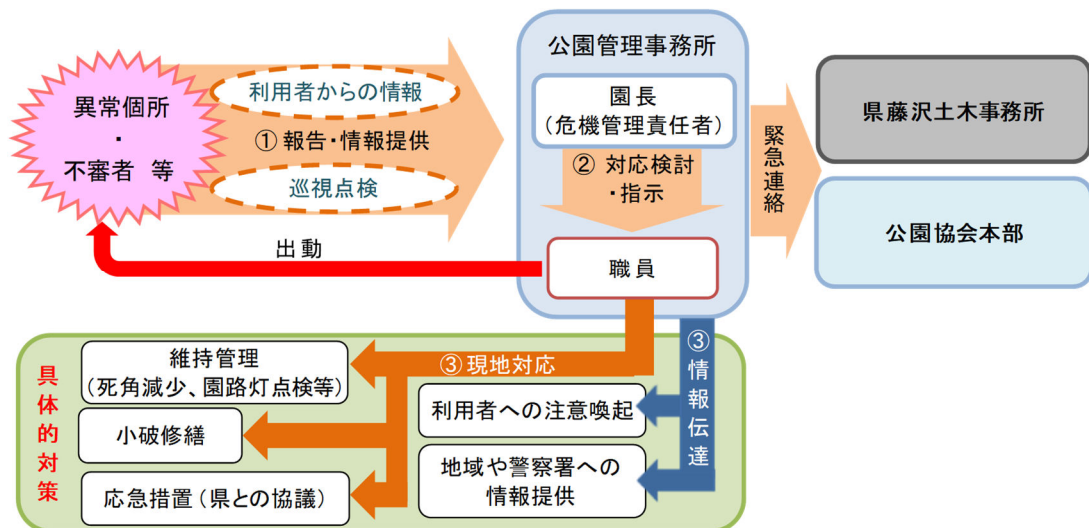 異常個所
・
不審者 等
利用者からの情報
① 報告・情報提供
巡視点検
公園管理事務所
園長
(危機管理責任者)
② 対応検討
・指示
職員
緊急連絡
県藤沢土木事務所
公園協会本部
出動
具体的対策
維持管理
(死角減少、園路灯点検等)
小破修繕
応急措置(県との協議)
③現地対応
利用者への注意喚起
地域や警察署への
情報提供
③情報伝達